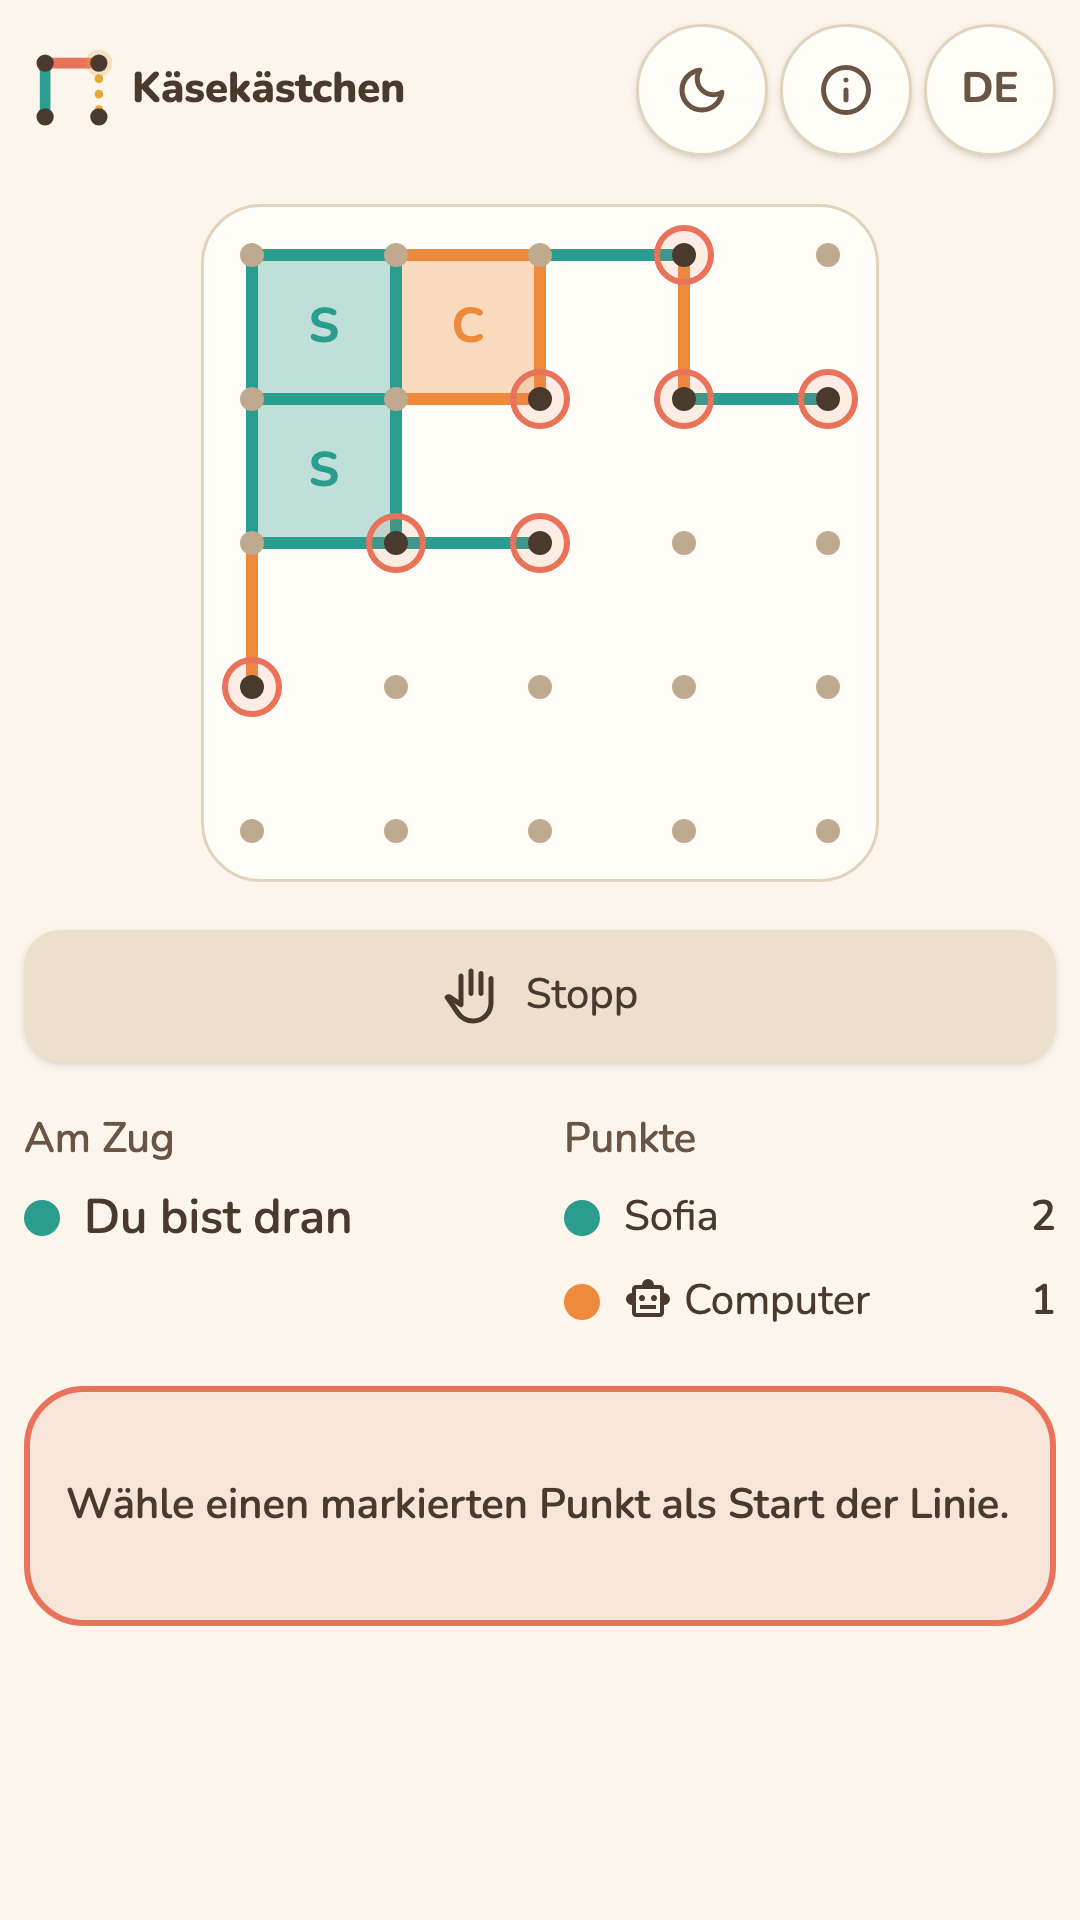 Käsekästchen
DE
S
C
S
Stopp
Am Zug
Du bist dran
Punkte
Sofia 2
Computer 1
Wähle einen markierten Punkt als Start der Linie.